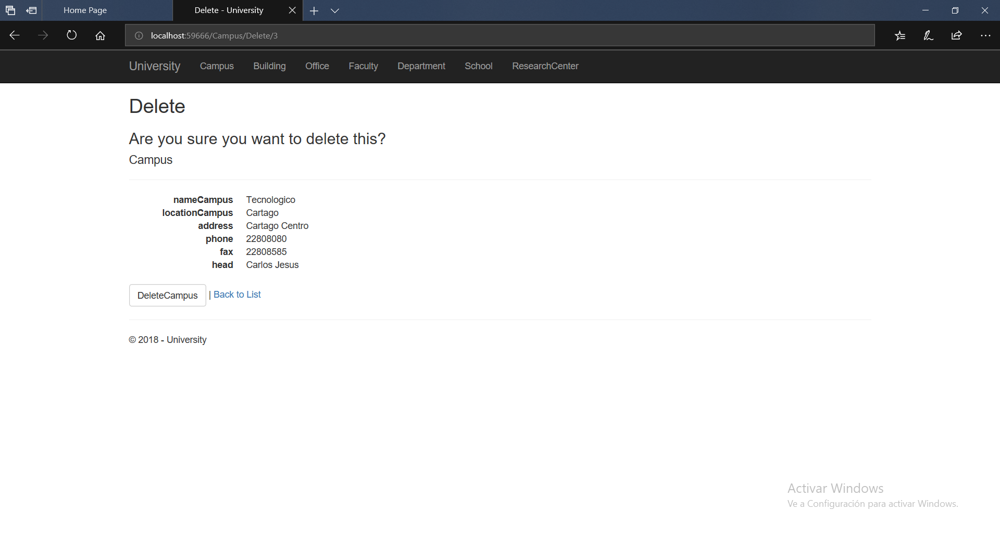 Home Page
Delete - University
localhost:59666/Campus/Delete/3
University Campus Building Office Faculty Department School ResearchCenter
Delete
Are you sure you want to delete this?
Campus
nameCampus Tecnologico
locationCampus Cartago
address Cartago Centro
phone 22808080
fax 22808585
head Carlos Jesus
DeleteCampus | Back to List
© 2018 - University
Activar Windows
Ve a Configuración para activar Windows.